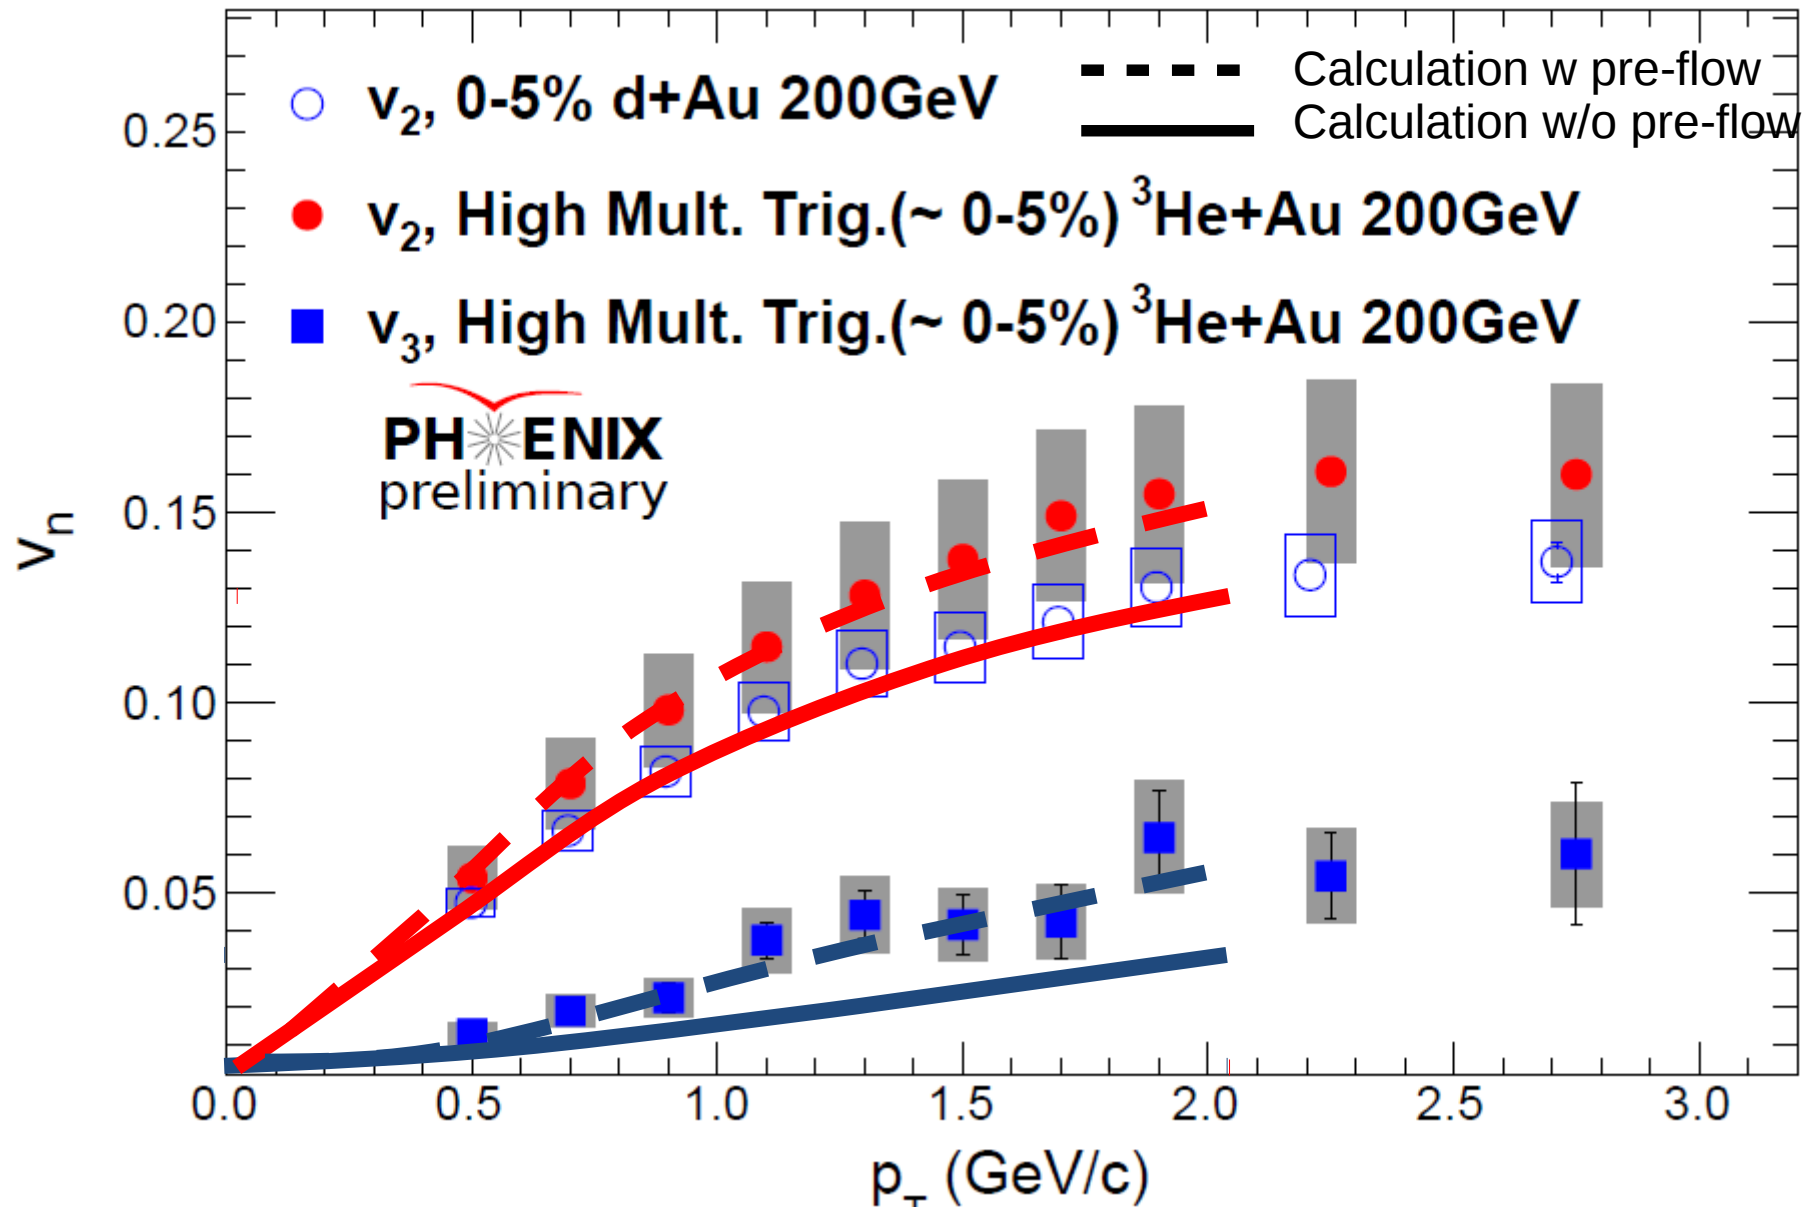 Calculation w pre-flow
v2, 0-5% d+Au 200GeV
Calculation w/o pre-flow
0.25
v2, High Mult. Trig.(~ 0-5%) 3He+Au 200GeV
0.20
v3, High Mult. Trig.(~ 0-5%) 3He+Au 200GeV
PHENIX
preliminary
0.15
vn
0.10
0.05
0.0 0.5 1.0 1.5 2.0 2.5 3.0
pT (GeV/c)